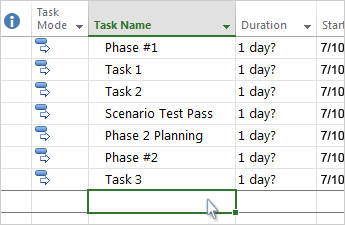 Task Mode Task Name Duration Start
Phase #1 1 day? 7/10
Task 1 1 day? 7/10
Task 2 1 day? 7/10
Scenario Test Pass 1 day? 7/10
Phase 2 Planning 1 day? 7/10
Phase #2 1 day? 7/10
Task 3 1 day? 7/10